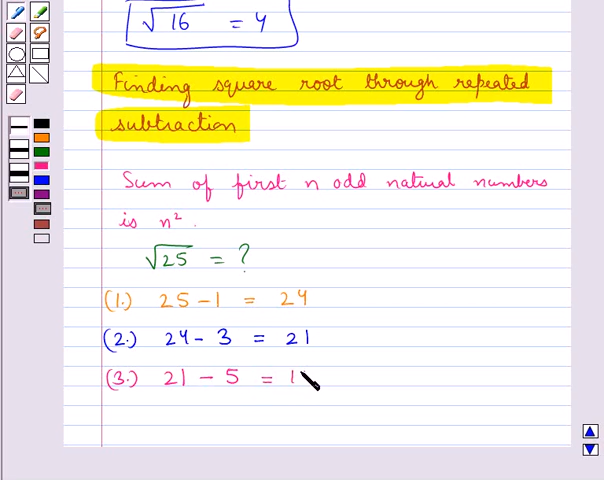 √16 = 4
Finding square root through repeated
subtraction
Sum of first n odd natural numbers
is n².
√25 = ?
(1.) 25 - 1 = 24
(2.) 24 - 3 = 21
(3.) 21 - 5 = 1